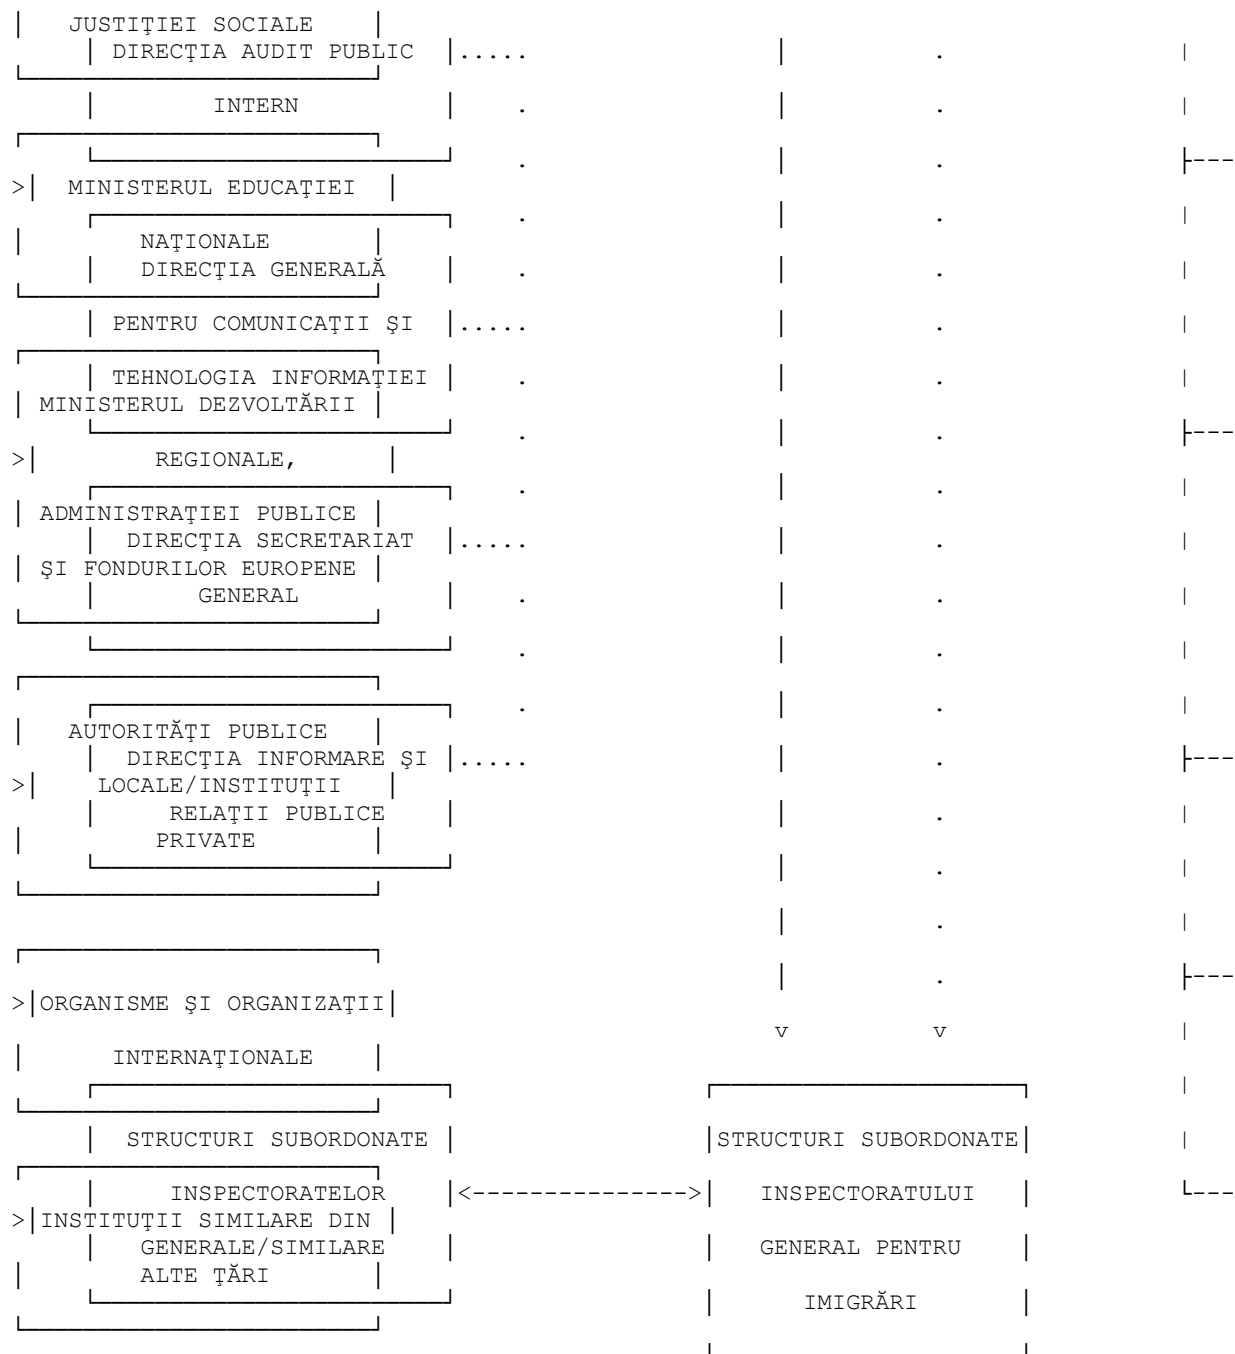 JUSTIŢIEI SOCIALE
DIRECŢIA AUDIT PUBLIC
INTERN
MINISTERUL EDUCAŢIEI
NAŢIONALE
DIRECŢIA GENERALĂ
PENTRU COMUNICAŢII ŞI
TEHNOLOGIA INFORMAŢIEI
MINISTERUL DEZVOLTĂRII
REGIONALE,
ADMINISTRAŢIEI PUBLICE
DIRECŢIA SECRETARIAT
ŞI FONDURILOR EUROPENE
GENERAL
AUTORITĂŢI PUBLICE
DIRECŢIA INFORMARE ŞI
LOCALE/INSTITUŢII
RELAŢII PUBLICE
PRIVATE
ORGANISME ŞI ORGANIZAŢII
v v
INTERNAŢIONALE
STRUCTURI SUBORDONATE STRUCTURI SUBORDONATE
INSPECTORATELOR <---------------> INSPECTORATULUI
INSTITUŢII SIMILARE DIN
GENERALE/SIMILARE GENERAL PENTRU
ALTE ŢĂRI
IMIGRĂRI